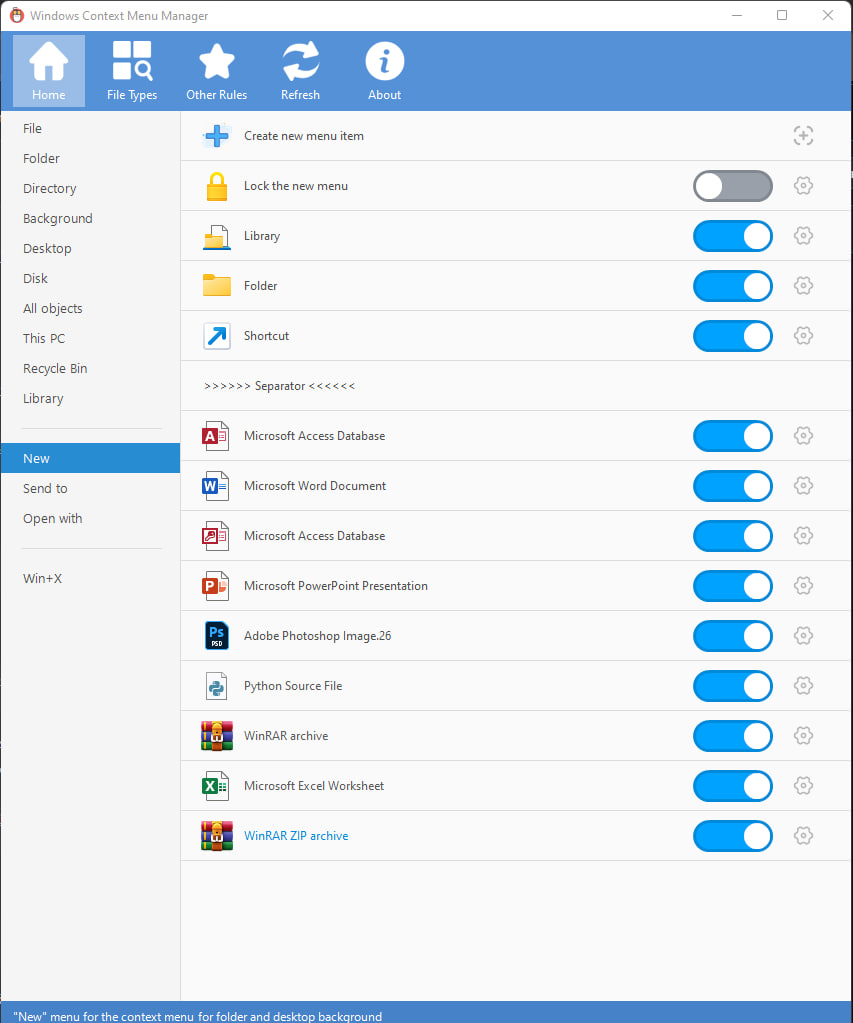 Windows Context Menu Manager
Home
File Types
Other Rules
Refresh
About
File
Folder
Directory
Background
Desktop
Disk
All objects
This PC
Recycle Bin
Library
New
Send to
Open with
Win+X
Create new menu item
Lock the new menu
Library
Folder
Shortcut
>>>>>> Separator <<<<<<
A Microsoft Access Database
W Microsoft Word Document
Microsoft Access Database
P Microsoft PowerPoint Presentation
Ps
PSD
Adobe Photoshop Image.26
Python Source File
WinRAR archive
X Microsoft Excel Worksheet
WinRAR ZIP archive
"New" menu for the context menu for folder and desktop background